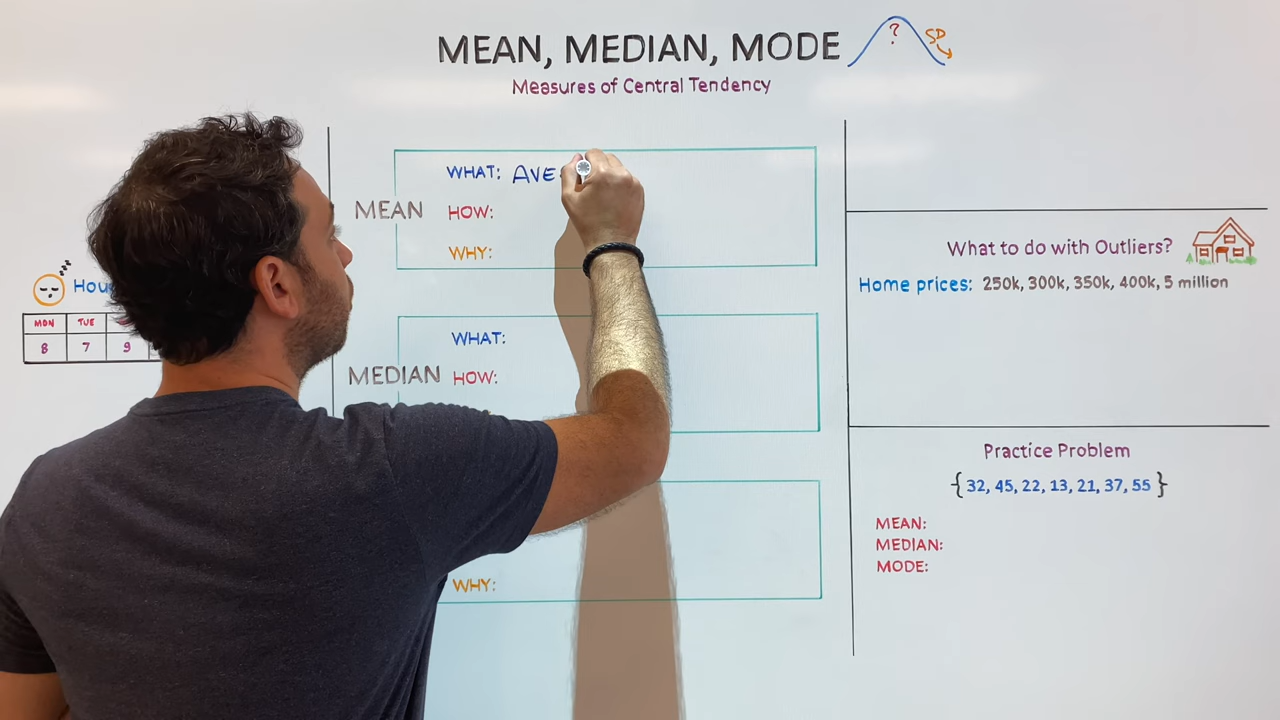 MEAN, MEDIAN, MODE
?
SD
Measures of Central Tendency
MON TUE
8 7 9
MEAN
WHAT: AVE
HOW:
WHY:
MEDIAN
WHAT:
HOW:
WHY:
What to do with Outliers?
Home prices: 250k, 300k, 350k, 400k, 5 million
Practice Problem
{32, 45, 22, 13, 21, 37, 55}
MEAN:
MEDIAN:
MODE: